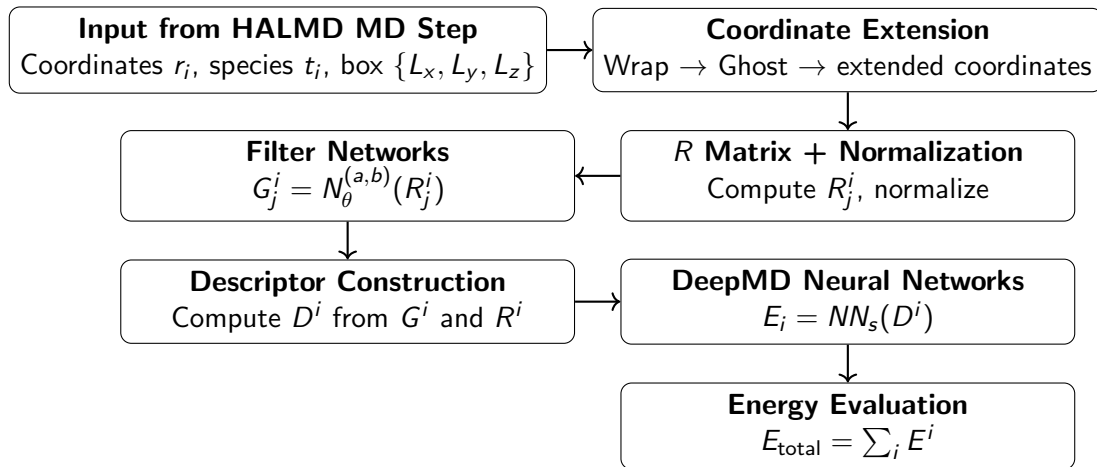 Input from HALMD MD Step
Coordinates r_i, species t_i, box {L_x, L_y, L_z}
Coordinate Extension
Wrap → Ghost → extended coordinates
R Matrix + Normalization
Compute R^i_j, normalize
Filter Networks
G^i_j = N^{(a,b)}_θ(R^i_j)
Descriptor Construction
Compute D^i from G^i and R^i
DeepMD Neural Networks
E_i = NN_s(D^i)
Energy Evaluation
E_total = ∑_i E^i